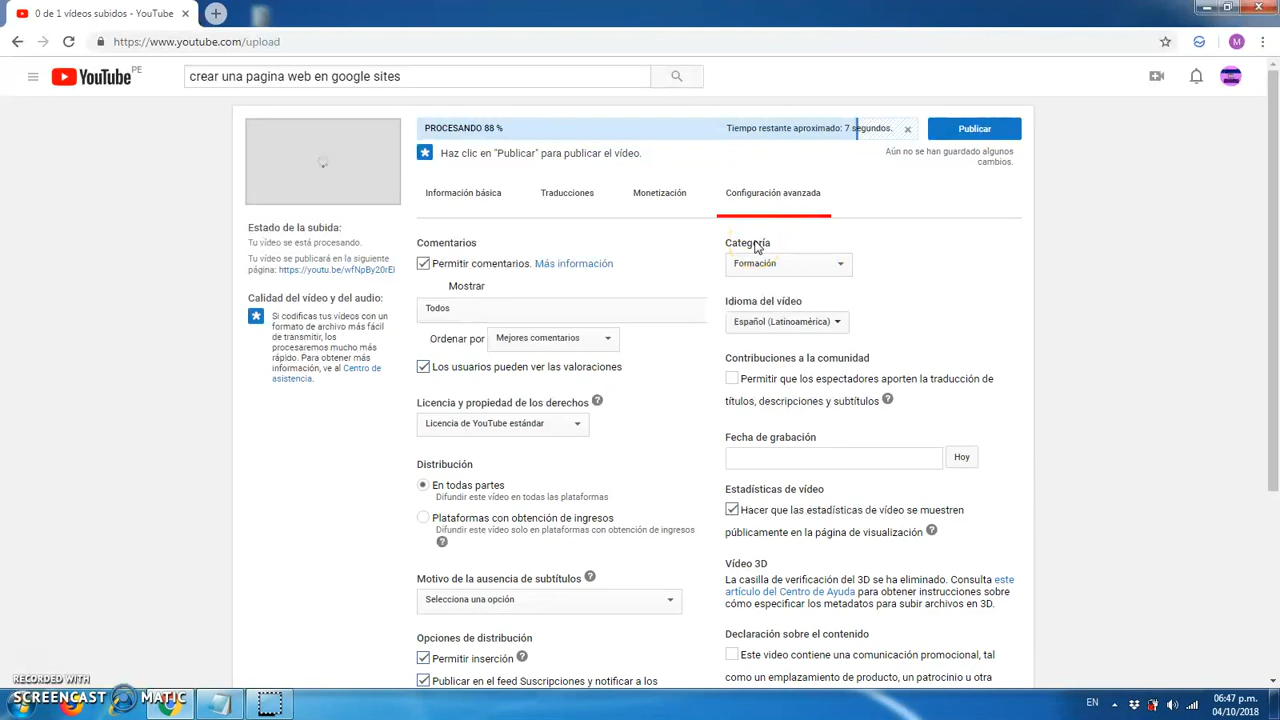 0 de 1 vídeos subidos - YouTube
https://www.youtube.com/upload
M
YouTube PE
crear una pagina web en google sites
PROCESANDO 88 %
Tiempo restante aproximado: 7 segundos.
Publicar
Haz clic en "Publicar" para publicar el vídeo.
Aún no se han guardado algunos
cambios.
Información básica
Traducciones
Monetización
Configuración avanzada
Estado de la subida:
Tu vídeo se está procesando.
Tu vídeo se publicará en la siguiente
página: https://youtu.be/wfNpBy20rEI
Calidad del vídeo y del audio:
Si codificas tus vídeos con un
formato de archivo más fácil
de transmitir, los
procesaremos mucho más
rápido. Para obtener más
información, ve al Centro de
asistencia.
Comentarios
Permitir comentarios. Más información
Mostrar
Todos
Ordenar por
Mejores comentarios
Los usuarios pueden ver las valoraciones
Licencia y propiedad de los derechos ?
Licencia de YouTube estándar
Distribución
En todas partes
Difundir este vídeo en todas las plataformas
Plataformas con obtención de ingresos
Difundir este vídeo solo en plataformas con obtención de ingresos
?
Motivo de la ausencia de subtítulos ?
Selecciona una opción
Opciones de distribución
Permitir inserción ?
Publicar en el feed Suscripciones y notificar a los
Categoría
Formación
Idioma del vídeo
Español (Latinoamérica)
Contribuciones a la comunidad
Permitir que los espectadores aporten la traducción de
títulos, descripciones y subtítulos ?
Fecha de grabación
Hoy
Estadísticas de vídeo
Hacer que las estadísticas de vídeo se muestren
públicamente en la página de visualización ?
Vídeo 3D
La casilla de verificación del 3D se ha eliminado. Consulta este
artículo del Centro de Ayuda para obtener instrucciones sobre
cómo especificar los metadatos para subir archivos en 3D.
Declaración sobre el contenido
Este video contiene una comunicación promocional, tal
como un emplazamiento de producto, un patrocinio u otra
RECORDED WITH
SCREENCAST MATIC
EN
06:47 p.m.
04/10/2018